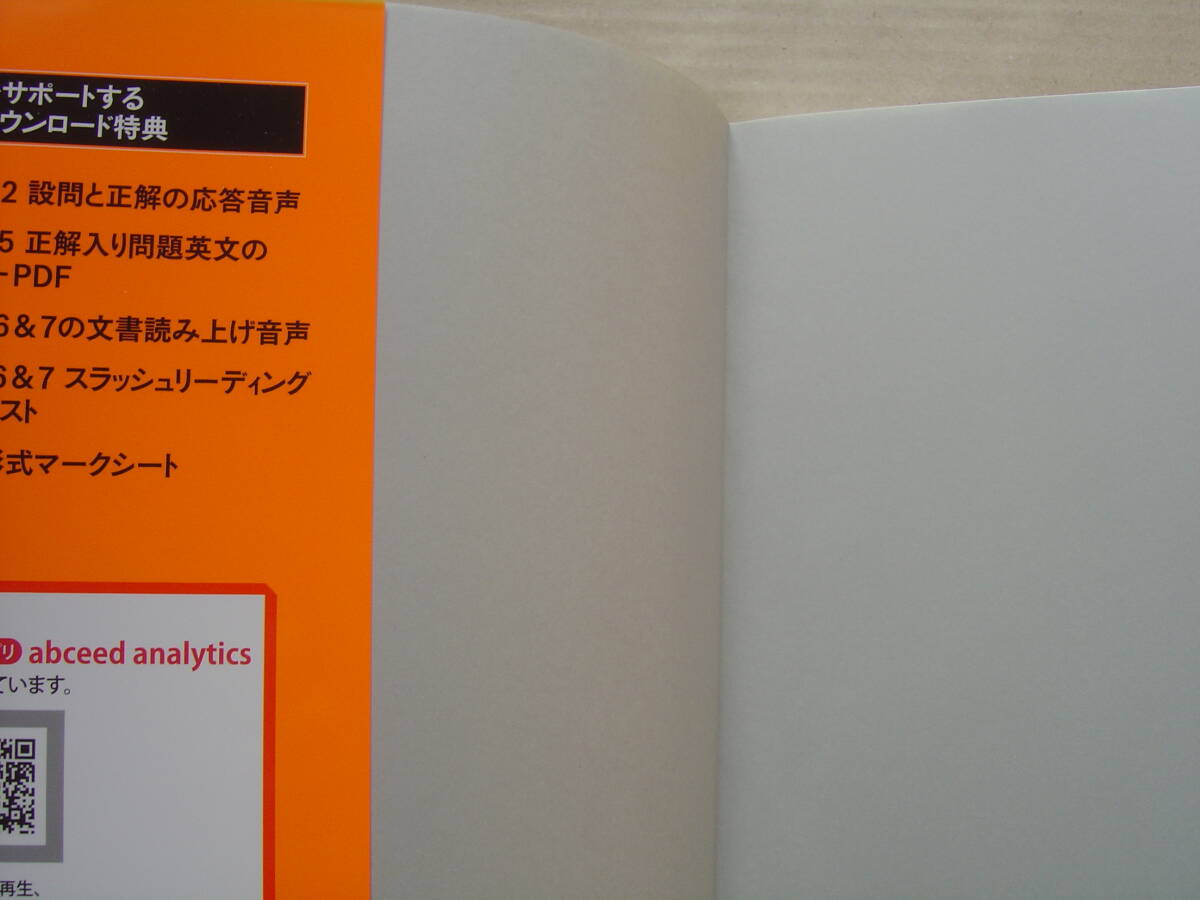 サポートする
ウンロード特典
2 設問と正解の応答音声
5 正解入り問題英文の
-PDF
6&7の文書読み上げ音声
6&7 スラッシュリーディング
スト
形式マークシート
リ abceed analytics
ています。
再生、